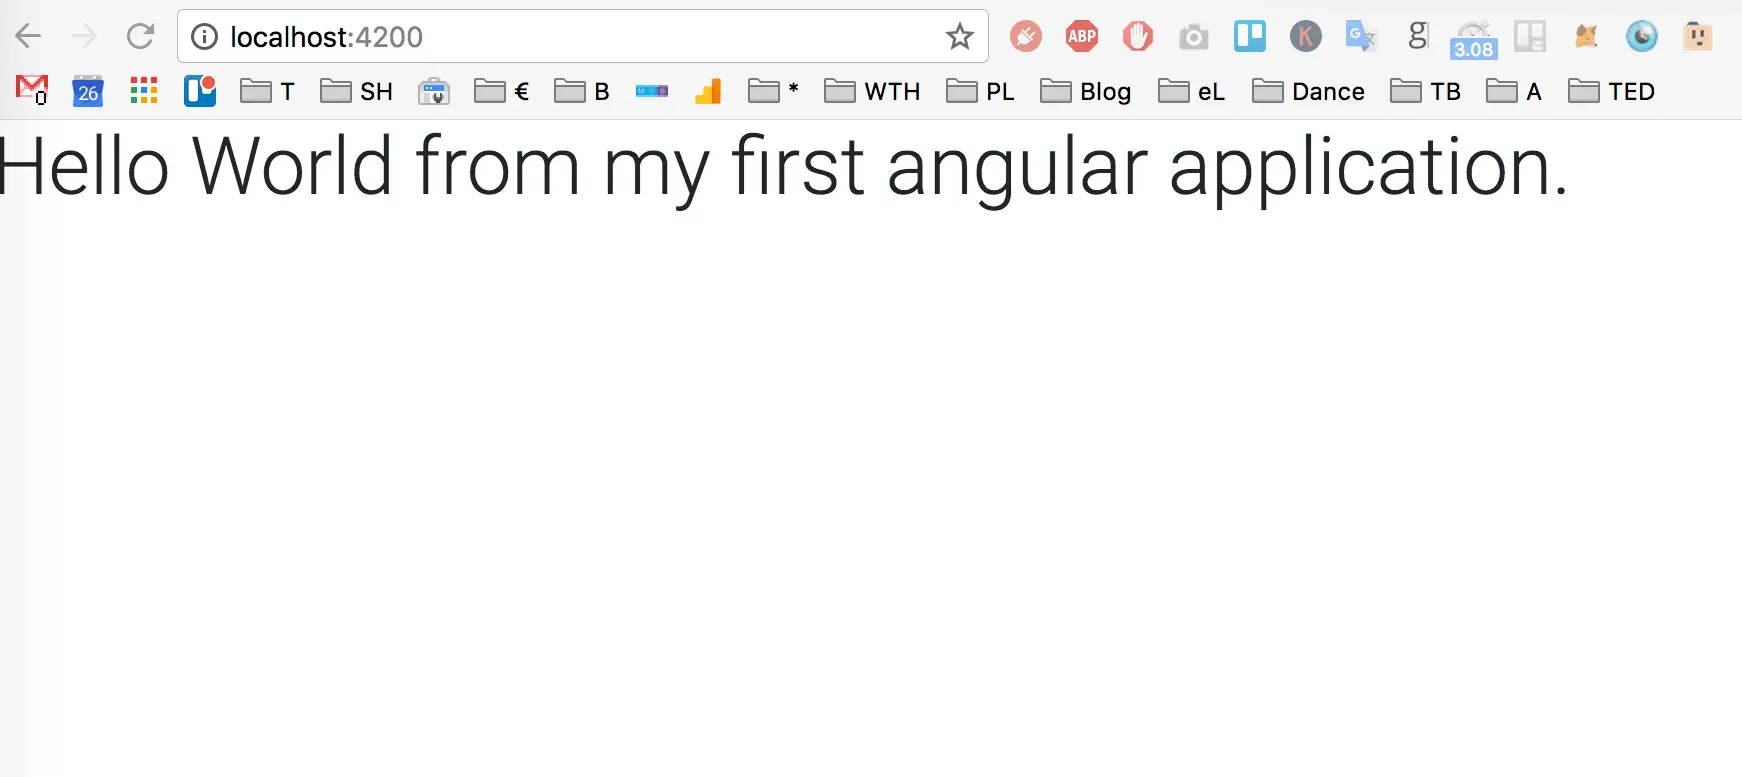 localhost:4200
ABP K G g 3.08
0 26 T SH € B * WTH PL Blog eL Dance TB A TED
Hello World from my first angular application.